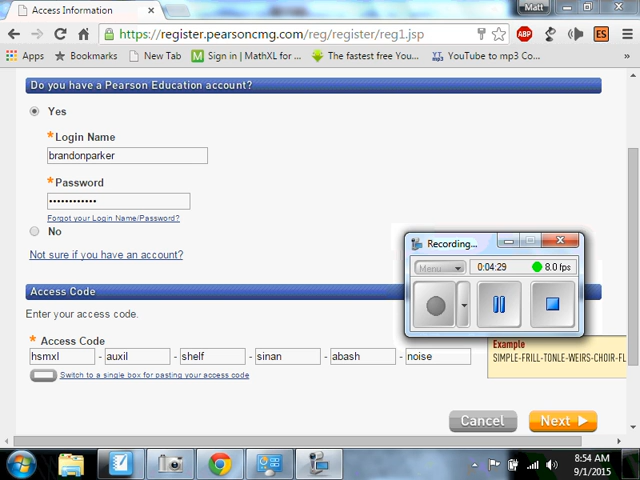 Access Information
Matt
https://register.pearsoncmg.com/reg/register/reg1.jsp
ABP
ES
Apps Bookmarks New Tab Sign in | MathXL for ... The fastest free You... YouTube to mp3 Co...
Do you have a Pearson Education account?
Yes
*Login Name
brandonparker
*Password
••••••••••••
Forgot your Login Name/Password?
No
Not sure if you have an account?
Recording...
Menu...
0:04:29
8.0 fps
Access Code
Enter your access code.
* Access Code
hsmxl - auxil - shelf - sinan - abash - noise
Switch to a single box for pasting your access code
Example
SIMPLE-FRILL-TONLE-WEIRS-CHOIR-FL
Cancel
Next
8:54 AM
9/1/2015